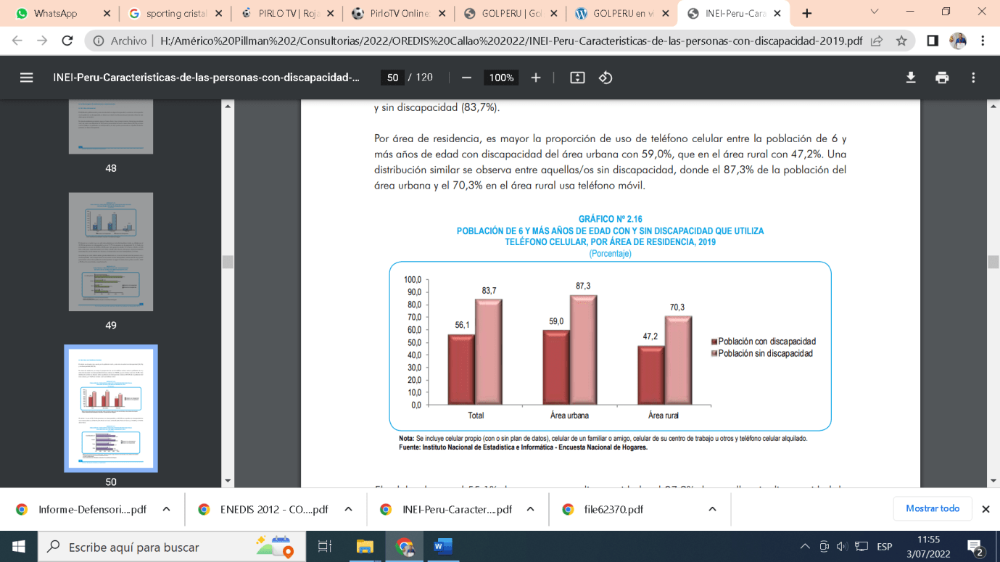 WhatsApp
sporting cristal
PIRLO TV | Roja
PirloTV Online:
GOLPERU | Gol
GOLPERU en vi
INEI-Peru-Cara
Archivo | H:/Américo%20Pillman%202/Consultorias/2022/OREDIS%20Callao%202022/INEI-Peru-Caracteristicas-de-las-personas-con-discapacidad-2019.pdf
INEI-Peru-Caracteristicas-de-las-personas-con-discapacidad-...
50 / 120
100%
48
49
50
y sin discapacidad (83,7%).
Por área de residencia, es mayor la proporción de uso de teléfono celular entre la población de 6 y
más años de edad con discapacidad del área urbana con 59,0%, que en el área rural con 47,2%. Una
distribución similar se observa entre aquellas/os sin discapacidad, donde el 87,3% de la población del
área urbana y el 70,3% en el área rural usa teléfono móvil.
GRÁFICO Nº 2.16
POBLACIÓN DE 6 Y MÁS AÑOS DE EDAD CON Y SIN DISCAPACIDAD QUE UTILIZA
TELÉFONO CELULAR, POR ÁREA DE RESIDENCIA, 2019
(Porcentaje)
100,0
90,0
80,0
70,0
60,0
50,0
40,0
30,0
20,0
10,0
0,0
56,1
83,7
59,0
87,3
47,2
70,3
Total
Área urbana
Área rural
Población con discapacidad
Población sin discapacidad
Nota: Se incluye celular propio (con o sin plan de datos), celular de un familiar o amigo, celular de su centro de trabajo u otros y teléfono celular alquilado.
Fuente: Instituto Nacional de Estadística e Informática - Encuesta Nacional de Hogares.
Informe-Defensori....pdf
ENEDIS 2012 - CO....pdf
INEI-Peru-Caracter....pdf
file62370.pdf
Mostrar todo
Escribe aquí para buscar
ESP
11:55
3/07/2022
2